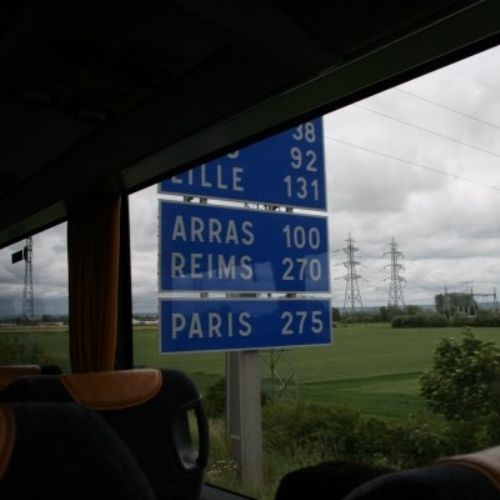 38
92
LILLE 131
ARRAS 100
REIMS 270
PARIS 275